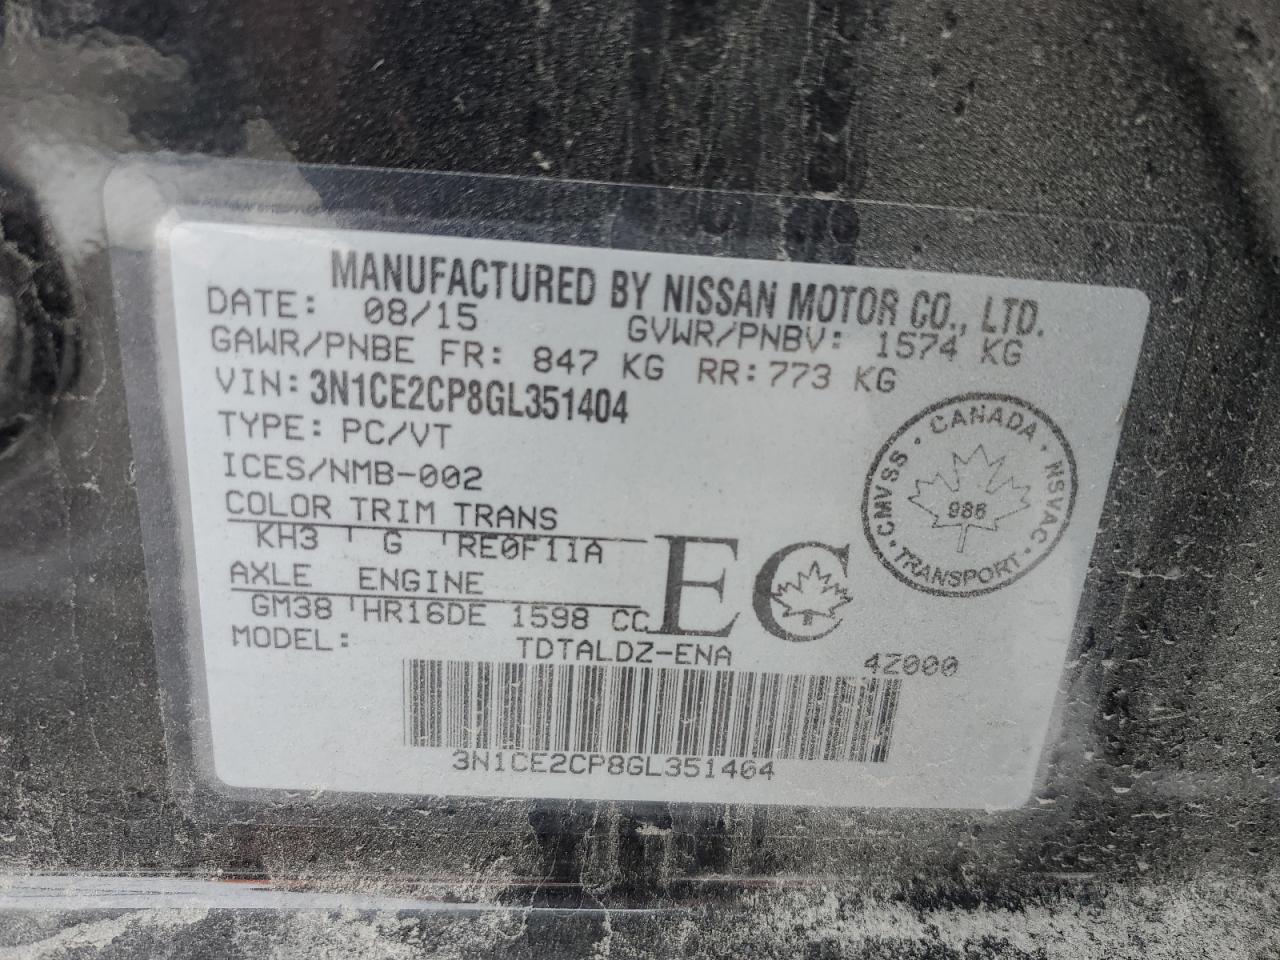 MANUFACTURED BY NISSAN MOTOR CO., LTD.
DATE: 08/15 GVWR/PNBV: 1574 KG
GAWR/PNBE FR: 847 KG RR: 773 KG
VIN: 3N1CE2CP8GL351404
TYPE: PC/VT
ICES/NMB-002
COLOR TRIM TRANS
KH3 G RE0F11A
AXLE ENGINE
GM38 HR16DE 1598 CC
MODEL: TDTALDZ-ENA
4Z000
EC
CANADA · NSVAC · TRANSPORT · CMVSS ·
986
3N1CE2CP8GL351404